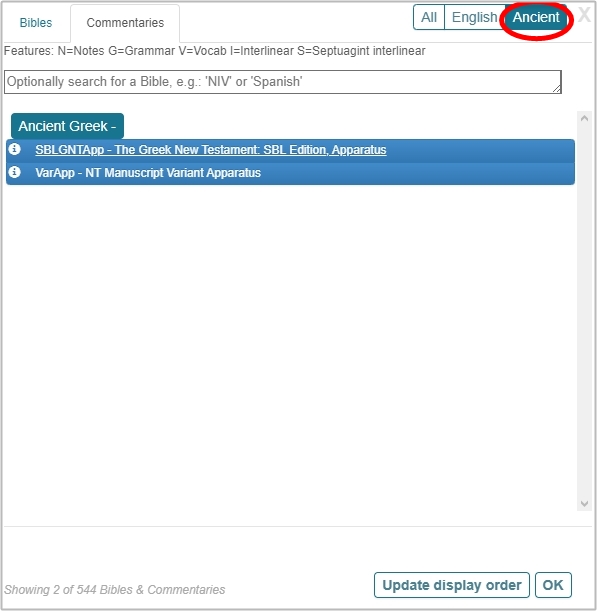 Bibles Commentaries All English Ancient X
Features: N=Notes G=Grammar V=Vocab I=Interlinear S=Septuagint interlinear
Optionally search for a Bible, e.g.: 'NIV' or 'Spanish'
Ancient Greek -
SBLGNTApp - The Greek New Testament: SBL Edition, Apparatus
VarApp - NT Manuscript Variant Apparatus
Showing 2 of 544 Bibles & Commentaries Update display order OK